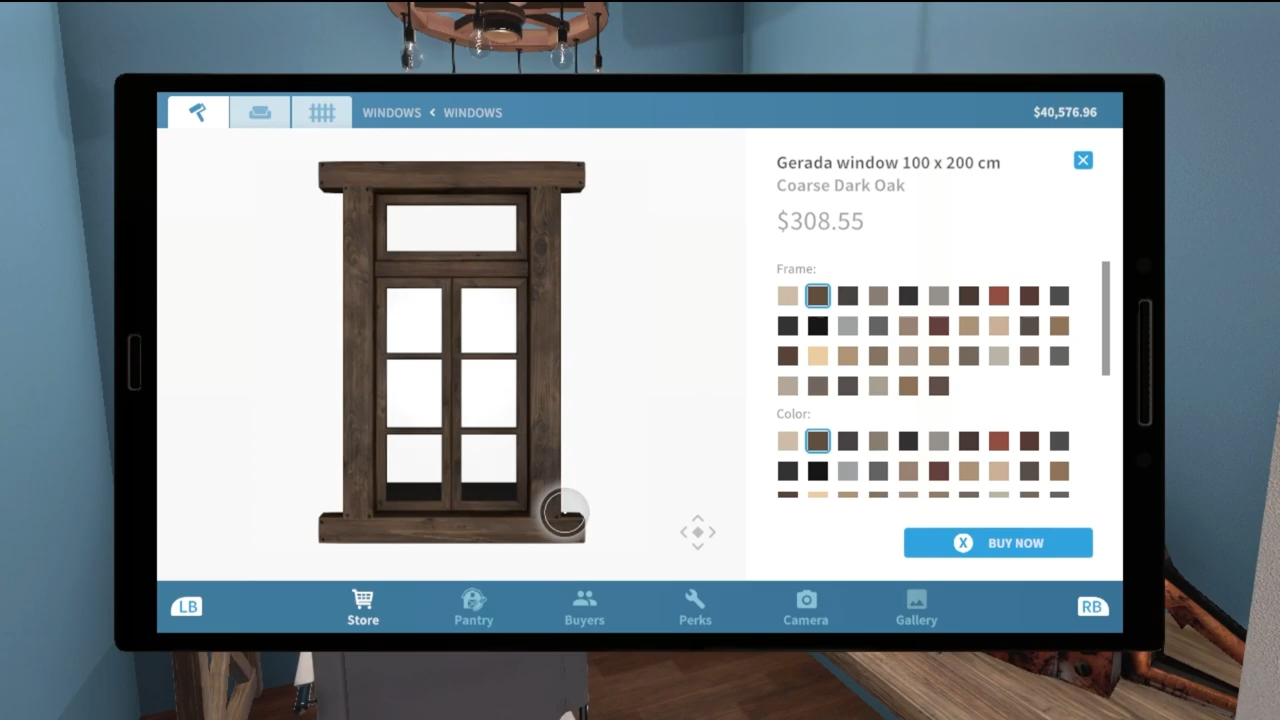 WINDOWS < WINDOWS
$40,576.96
Gerada window 100 x 200 cm
Coarse Dark Oak
$308.55
Frame:
Color:
X BUY NOW
LB
Store
Pantry
Buyers
Perks
Camera
Gallery
RB